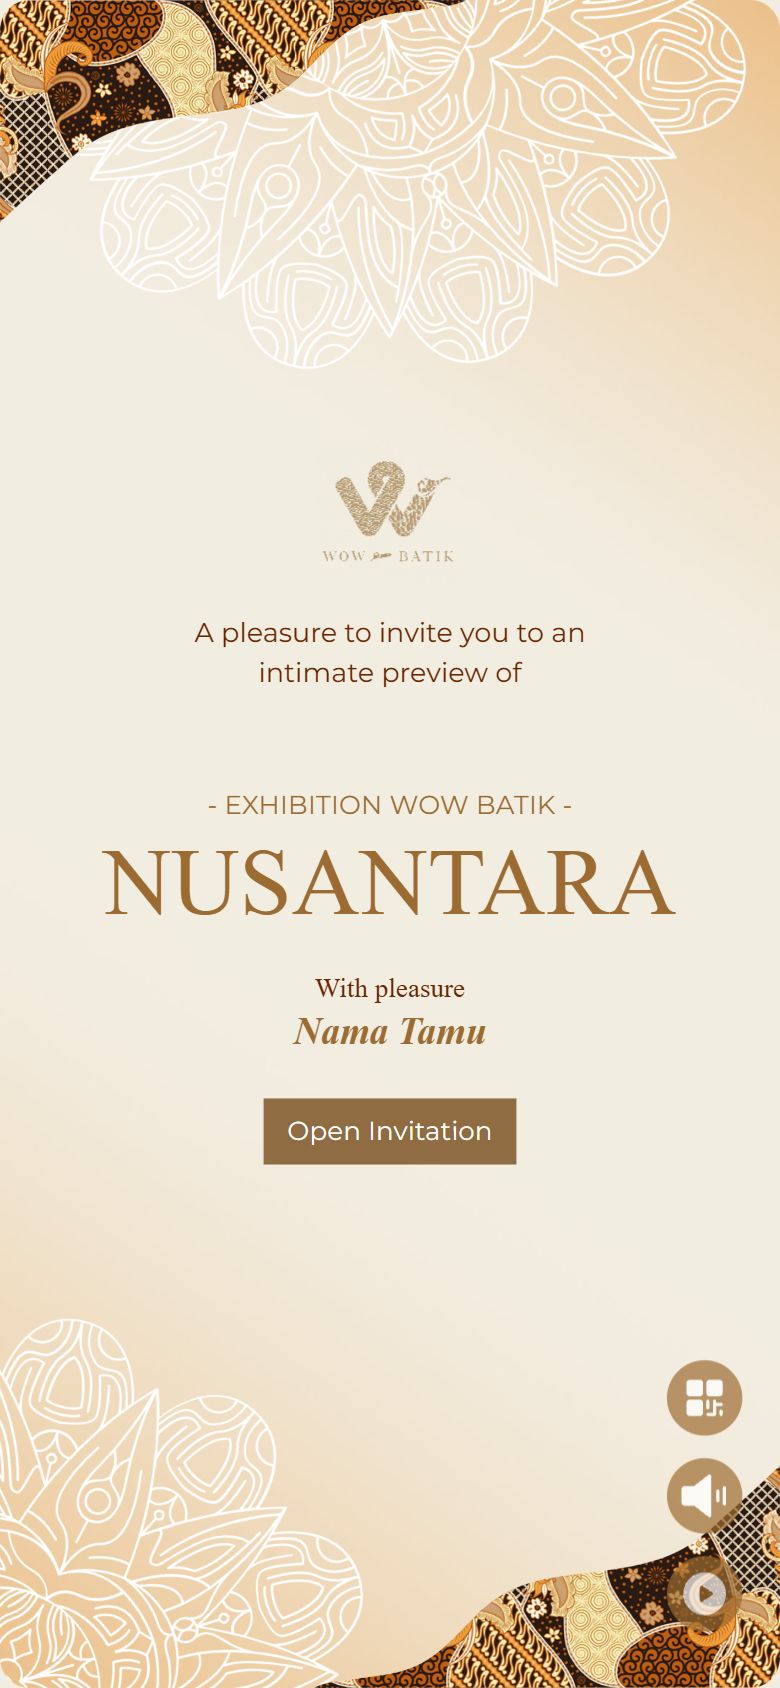 WOW BATIK
A pleasure to invite you to an
intimate preview of
- EXHIBITION WOW BATIK -
NUSANTARA
With pleasure
Nama Tamu
Open Invitation